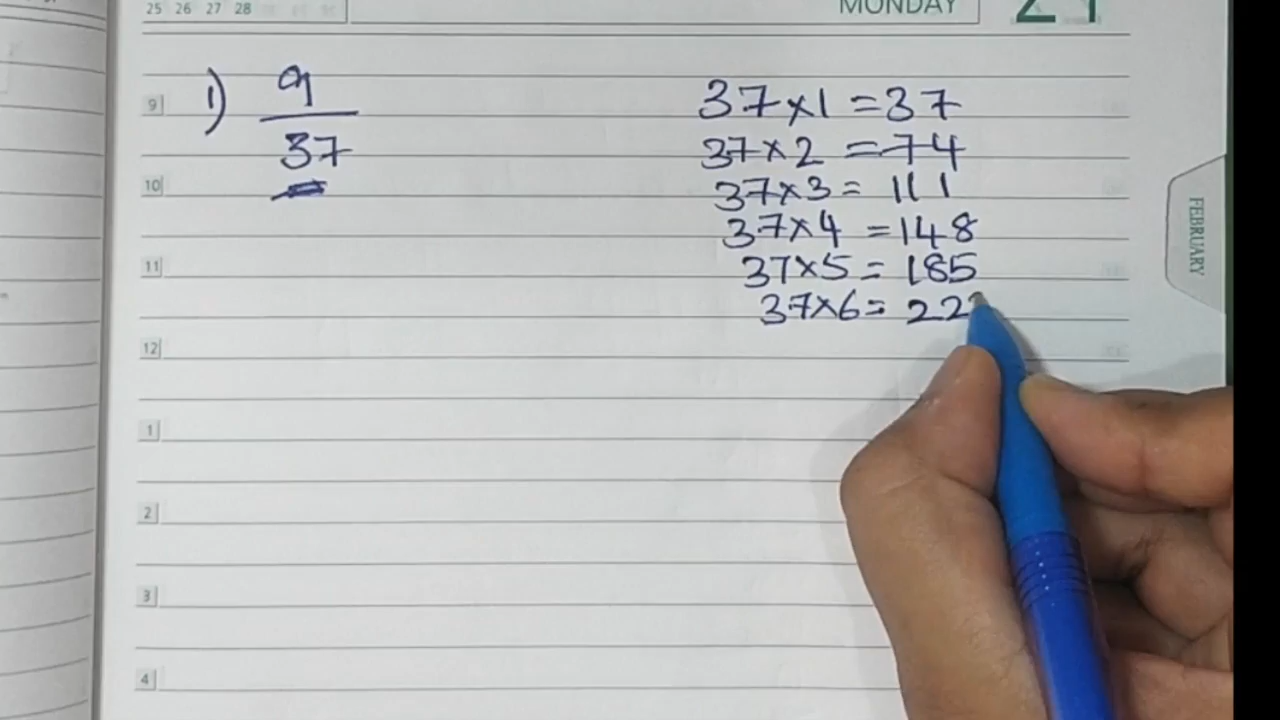 25 26 27 28
MONDAY
24
FEBRUARY
1) 9
37
37×1 = 37
37×2 = 74
37×3 = 111
37×4 = 148
37×5 = 185
37×6 = 22
9
10
11
12
1
2
3
4